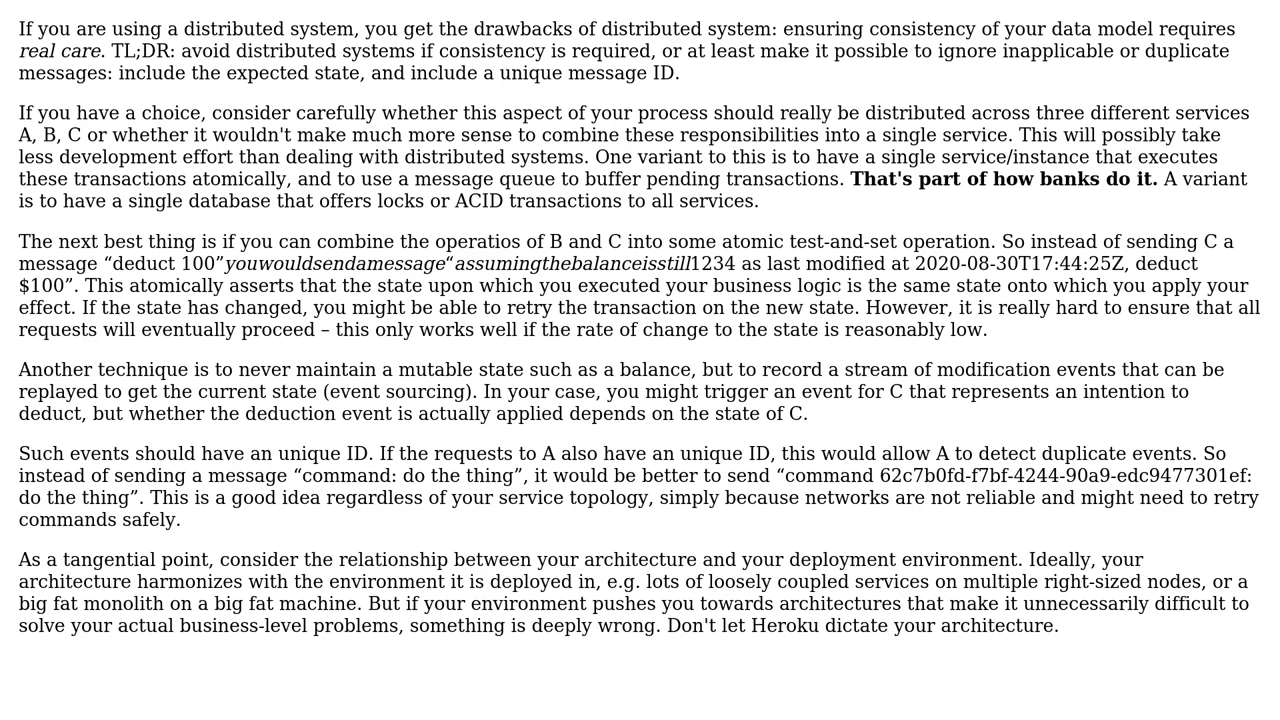 If you are using a distributed system, you get the drawbacks of distributed system: ensuring consistency of your data model requires
real care. TL;DR: avoid distributed systems if consistency is required, or at least make it possible to ignore inapplicable or duplicate
messages: include the expected state, and include a unique message ID.
If you have a choice, consider carefully whether this aspect of your process should really be distributed across three different services
A, B, C or whether it wouldn't make much more sense to combine these responsibilities into a single service. This will possibly take
less development effort than dealing with distributed systems. One variant to this is to have a single service/instance that executes
these transactions atomically, and to use a message queue to buffer pending transactions. That's part of how banks do it. A variant
is to have a single database that offers locks or ACID transactions to all services.
The next best thing is if you can combine the operatios of B and C into some atomic test-and-set operation. So instead of sending C a
message “deduct 100”youwouldsendamessage“assumingthebalanceisstill1234 as last modified at 2020-08-30T17:44:25Z, deduct
$100”. This atomically asserts that the state upon which you executed your business logic is the same state onto which you apply your
effect. If the state has changed, you might be able to retry the transaction on the new state. However, it is really hard to ensure that all
requests will eventually proceed – this only works well if the rate of change to the state is reasonably low.
Another technique is to never maintain a mutable state such as a balance, but to record a stream of modification events that can be
replayed to get the current state (event sourcing). In your case, you might trigger an event for C that represents an intention to
deduct, but whether the deduction event is actually applied depends on the state of C.
Such events should have an unique ID. If the requests to A also have an unique ID, this would allow A to detect duplicate events. So
instead of sending a message “command: do the thing”, it would be better to send “command 62c7b0fd-f7bf-4244-90a9-edc9477301ef:
do the thing”. This is a good idea regardless of your service topology, simply because networks are not reliable and might need to retry
commands safely.
As a tangential point, consider the relationship between your architecture and your deployment environment. Ideally, your
architecture harmonizes with the environment it is deployed in, e.g. lots of loosely coupled services on multiple right-sized nodes, or a
big fat monolith on a big fat machine. But if your environment pushes you towards architectures that make it unnecessarily difficult to
solve your actual business-level problems, something is deeply wrong. Don't let Heroku dictate your architecture.